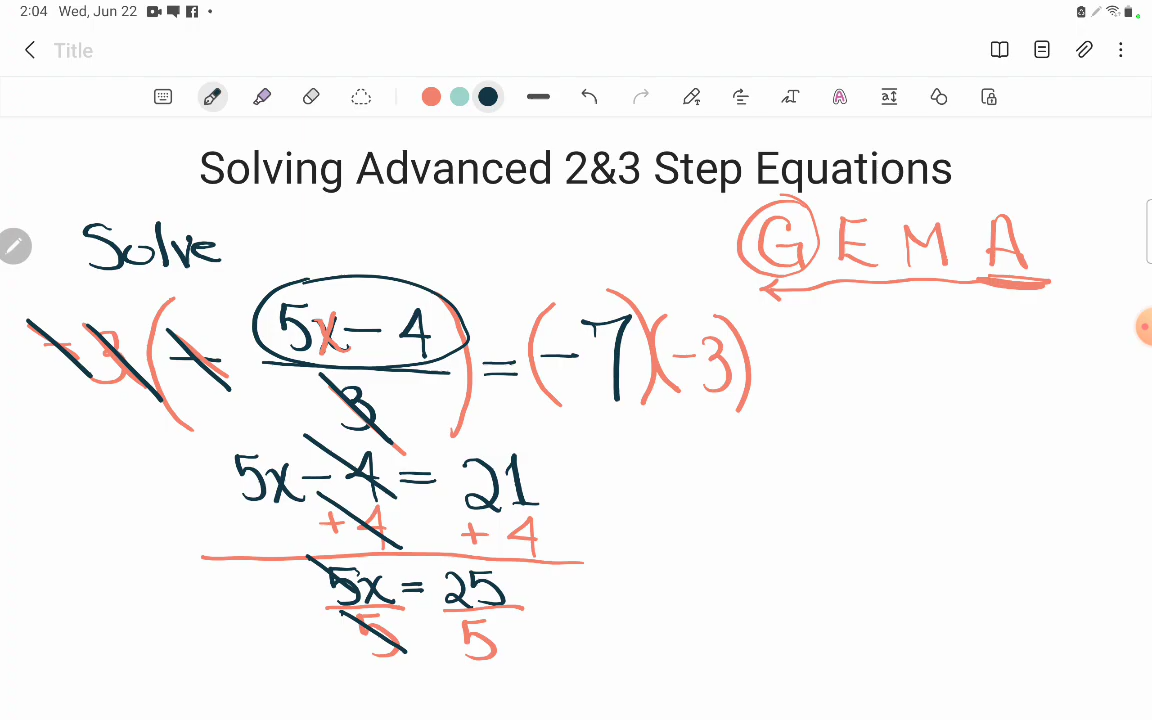 2:04 Wed, Jun 22
Title
Solving Advanced 2&3 Step Equations
Solve
G E M A
-3(- (5x - 4)/3) = (-7)(-3)
5x - 4 = 21
+ 4 + 4
5x = 25
5 5